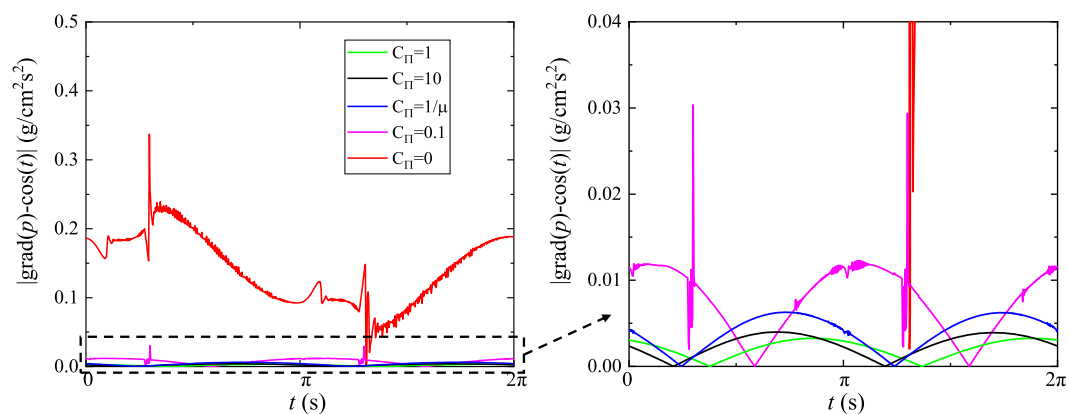 |grad(p)-cos(t)| (g/cm²s²)
0.5
0.4
0.3
0.2
0.1
0.0
C_Π=1
C_Π=10
C_Π=1/μ
C_Π=0.1
C_Π=0
0 π 2π
t (s)
|grad(p)-cos(t)| (g/cm²s²)
0.04
0.03
0.02
0.01
0.00
0 π 2π
t (s)